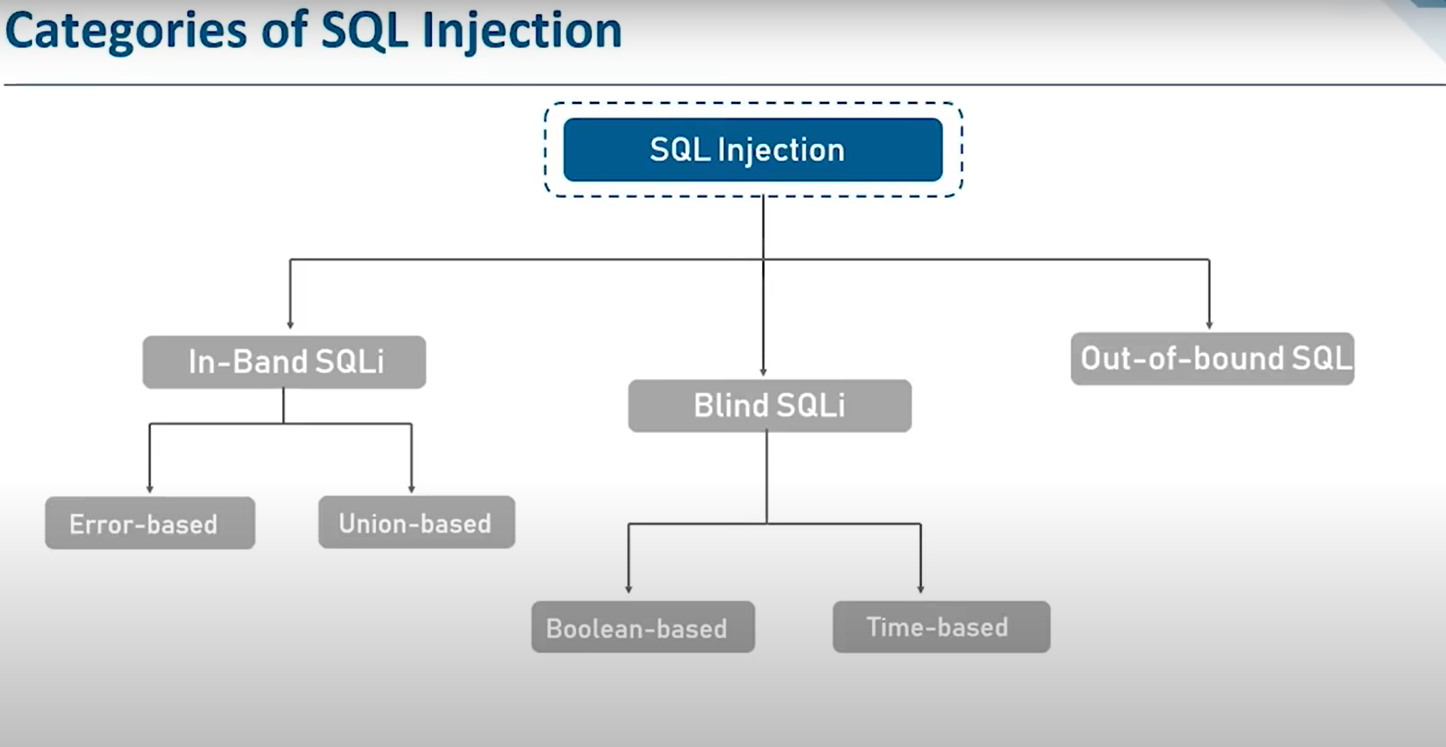 Categories of SQL Injection
SQL Injection
In-Band SQLi
Blind SQLi
Out-of-bound SQL
Error-based
Union-based
Boolean-based
Time-based